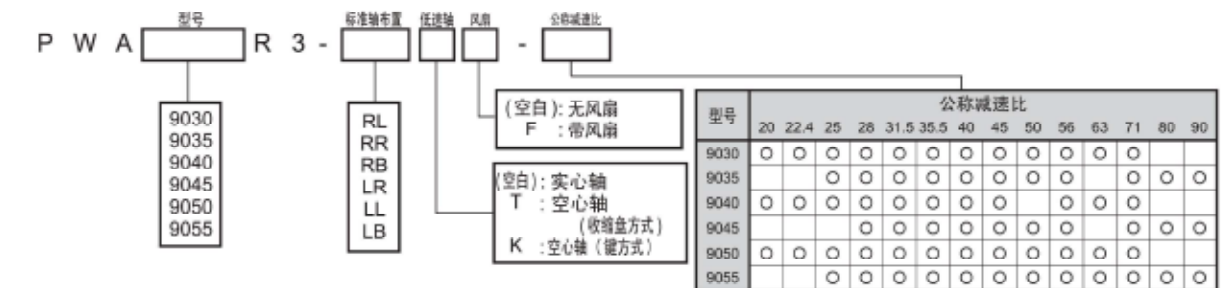 型号 标准轴布置 低速轴 风扇 公称减速比
P W A R 3 - -
9030
9035
9040
9045
9050
9055
RL
RR
RB
LR
LL
LB
(空白): 无风扇
F : 带风扇
(空白): 实心轴
T : 空心轴
(收缩盘方式)
K : 空心轴 (键方式)
型号 公称减速比
20 22.4 25 28 31.5 35.5 40 45 50 56 63 71 80 90
9030 ○ ○ ○ ○ ○ ○ ○ ○ ○ ○ ○ ○
9035 ○ ○ ○ ○ ○ ○ ○ ○ ○ ○ ○
9040 ○ ○ ○ ○ ○ ○ ○ ○ ○ ○ ○
9045 ○ ○ ○ ○ ○ ○ ○ ○ ○ ○
9050 ○ ○ ○ ○ ○ ○ ○ ○ ○ ○ ○ ○
9055 ○ ○ ○ ○ ○ ○ ○ ○ ○ ○ ○ ○